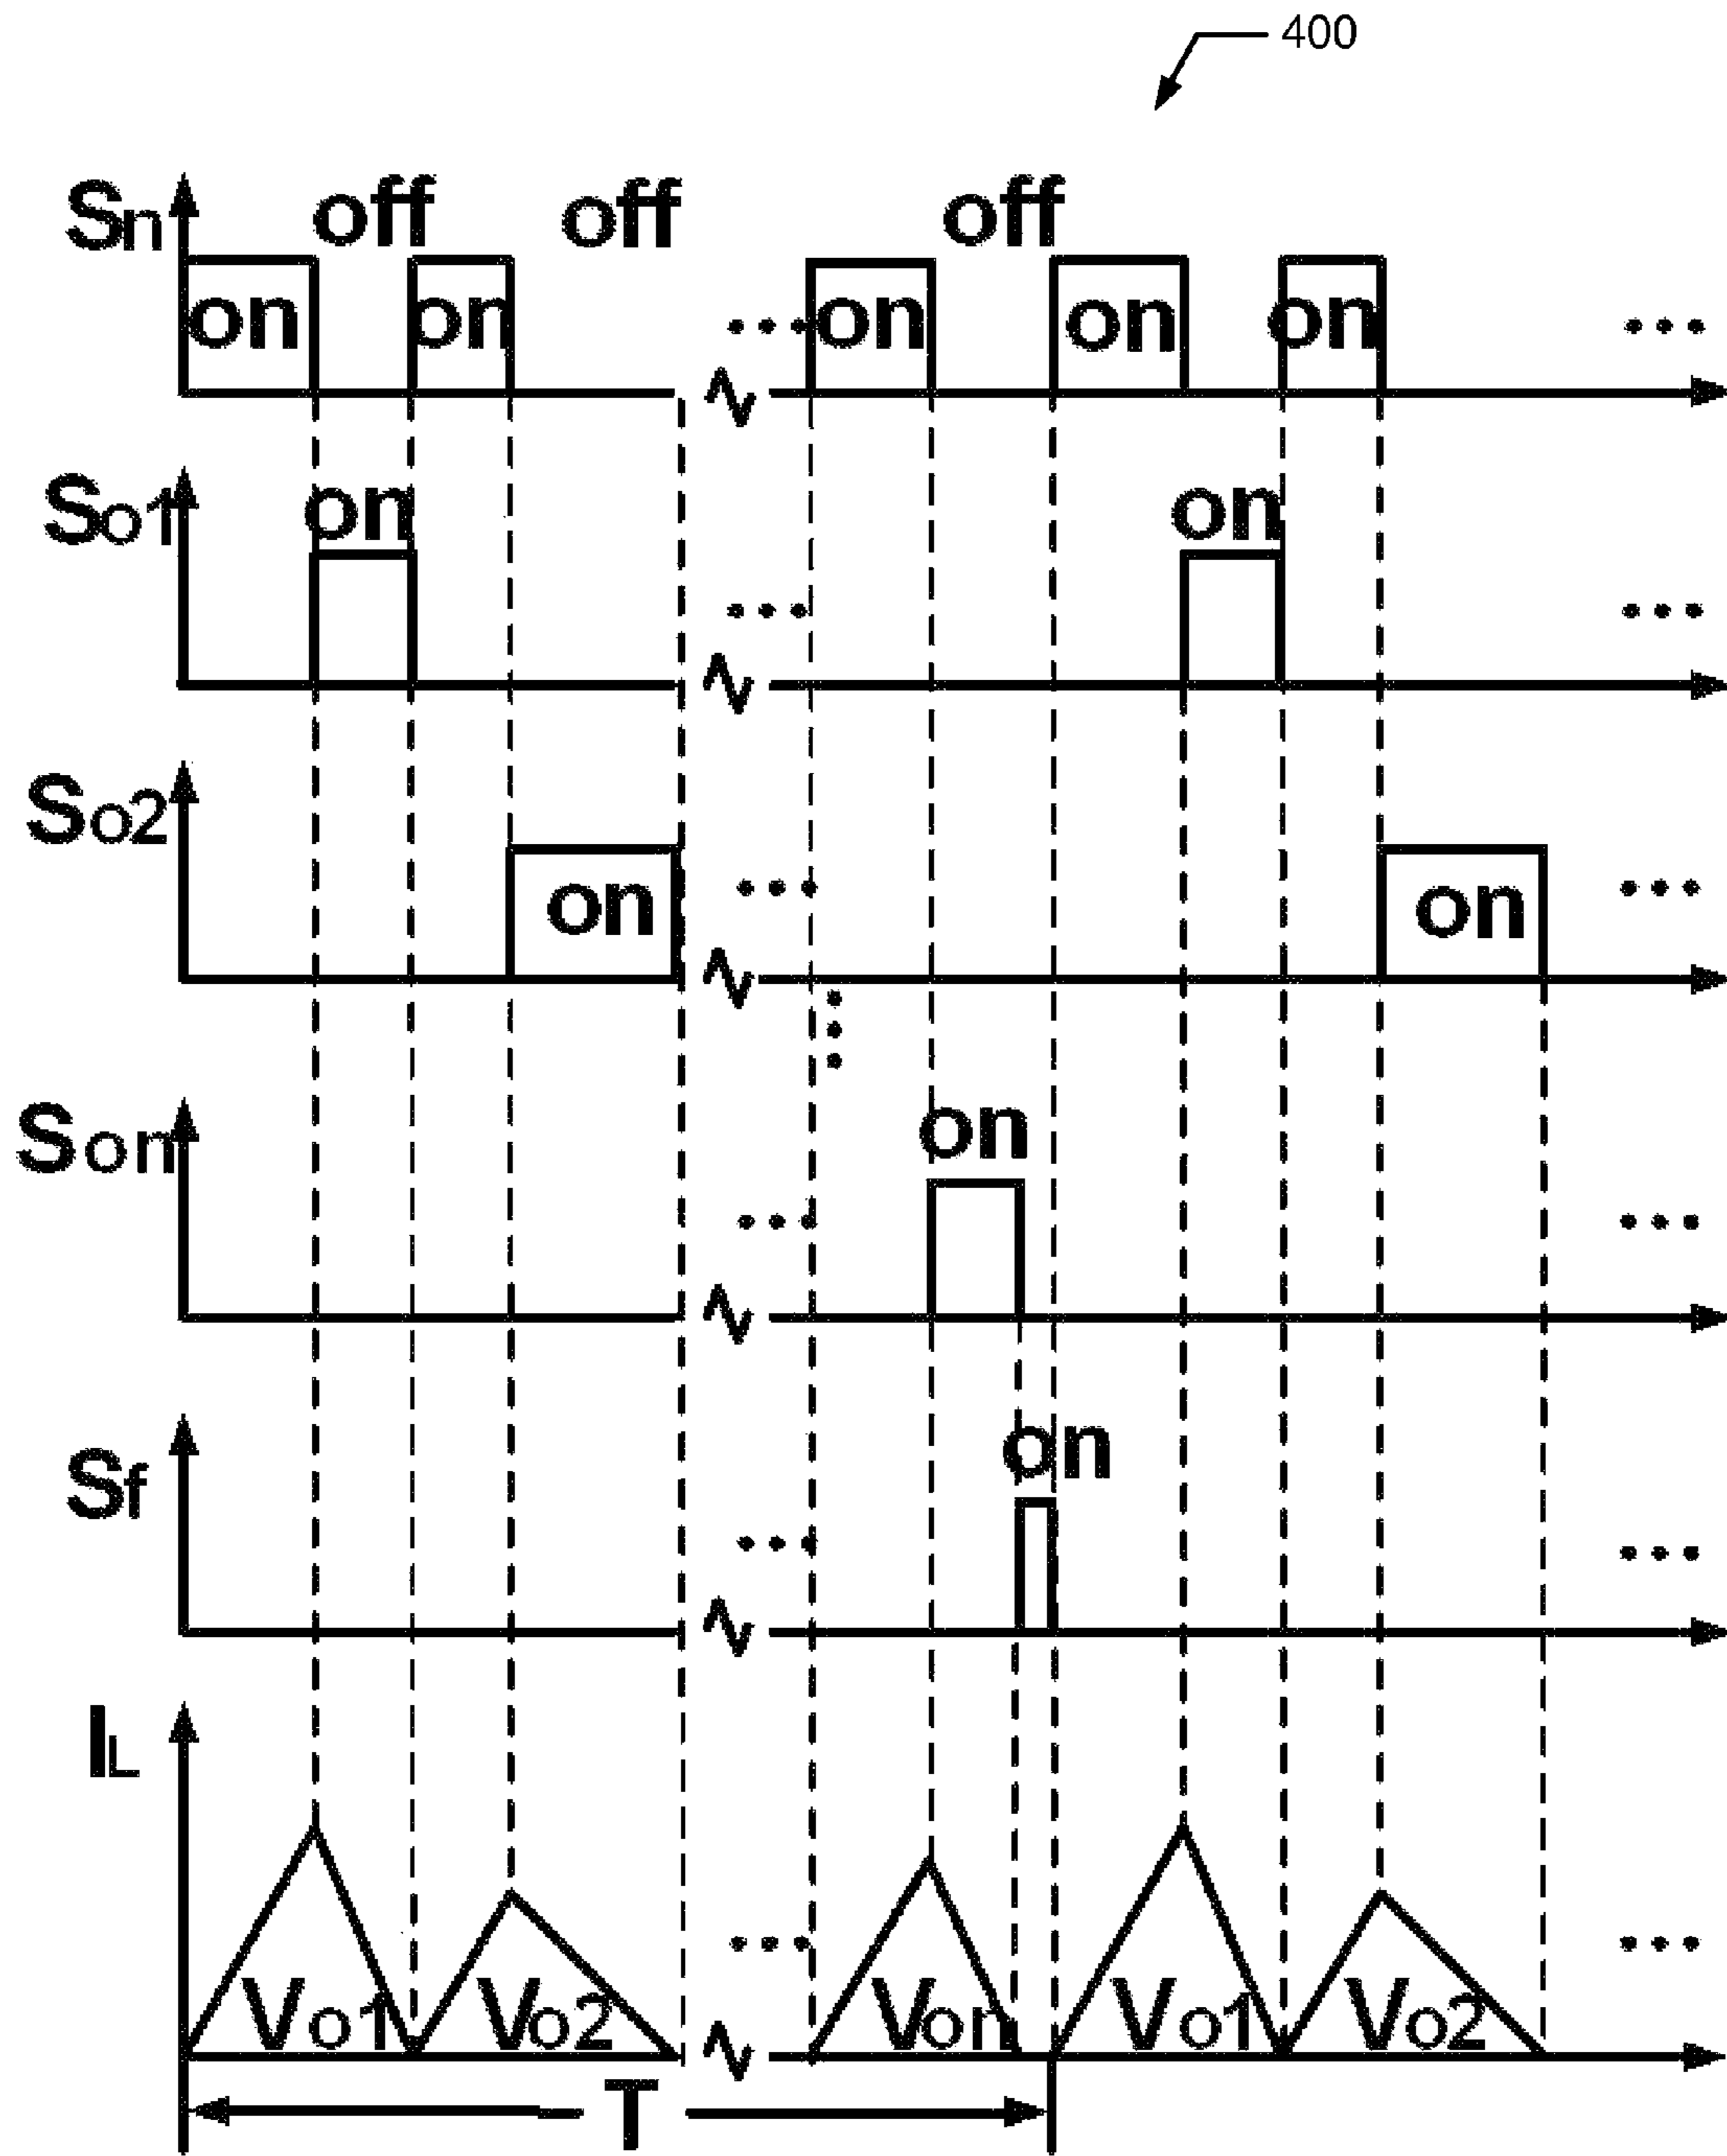 400
Sn off off off
on on ... on on on ...
So1 on on
... ...
So2
on ... on ...
Son on
... ...
Sf on
... ...
IL
... ...
Vo1 Vo2 Von Vo1 Vo2
T